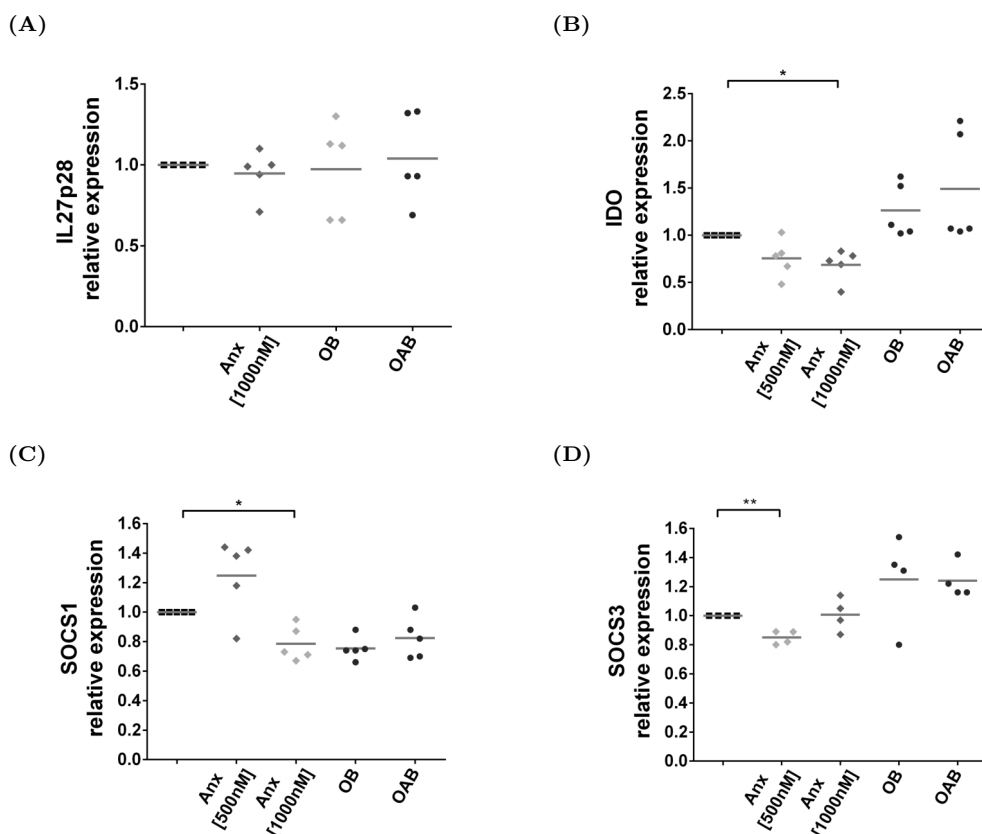 (A)
IL27p28
relative expression
1.5
1.0
0.5
0.0
Anx
[1000nM]
OB
OAB
(B)
*
IDO
relative expression
2.5
2.0
1.5
1.0
0.5
0.0
Anx
[500nM]
Anx
[1000nM]
OB
OAB
(C)
*
SOCS1
relative expression
1.6
1.4
1.2
1.0
0.8
0.6
0.4
0.2
0.0
Anx
[500nM]
Anx
[1000nM]
OB
OAB
(D)
**
SOCS3
relative expression
1.6
1.4
1.2
1.0
0.8
0.6
0.4
0.2
0.0
Anx
[500nM]
Anx
[1000nM]
OB
OAB